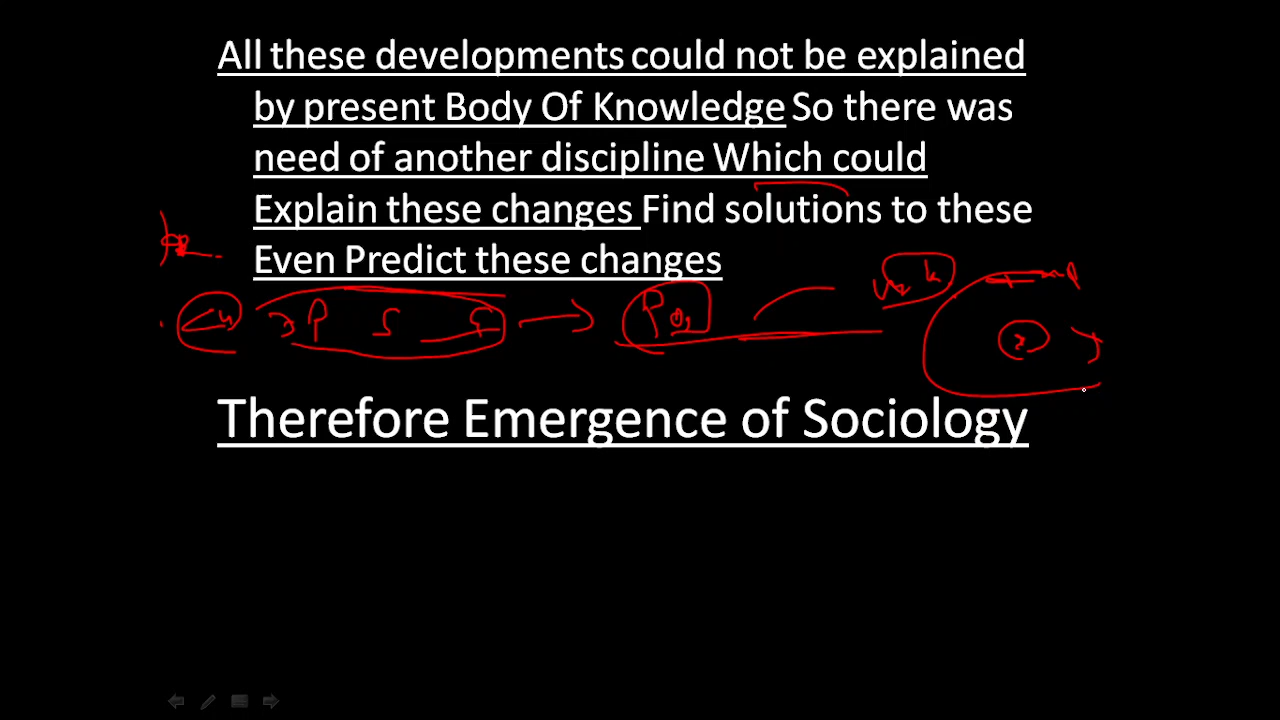 All these developments could not be explained
by present Body Of Knowledge So there was
need of another discipline Which could
Explain these changes Find solutions to these
Even Predict these changes
Therefore Emergence of Sociology